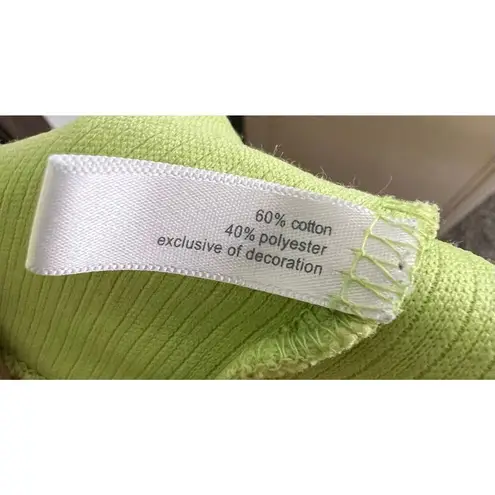 60% cotton
40% polyester
exclusive of decoration